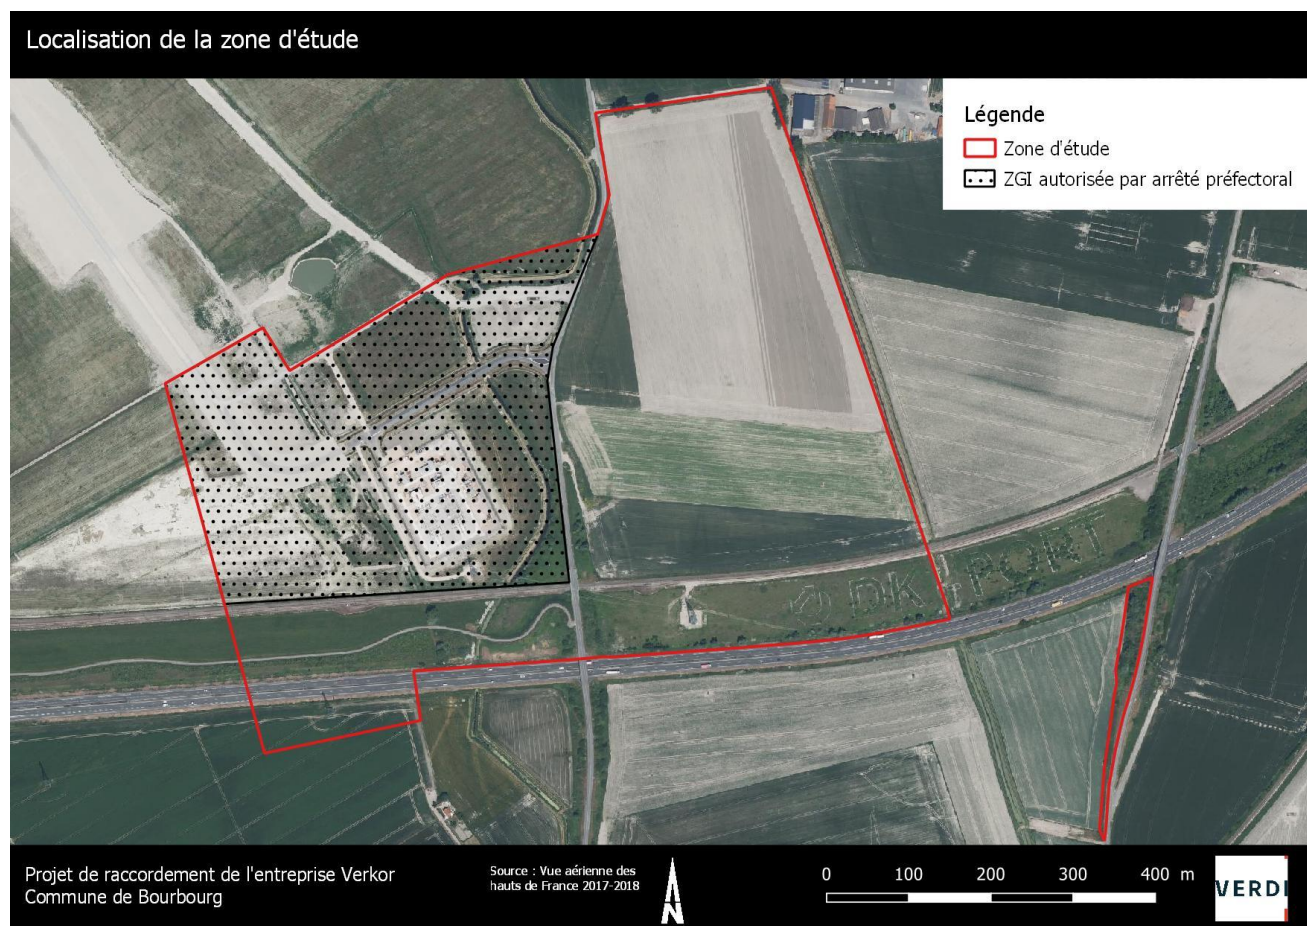 Localisation de la zone d'étude
Légende
Zone d'étude
ZGI autorisée par arrêté préfectoral
DK PORT
Projet de raccordement de l'entreprise Verkor
Commune de Bourbourg
Source : Vue aérienne des
hauts de France 2017-2018
N
0 100 200 300 400 m
VERDI